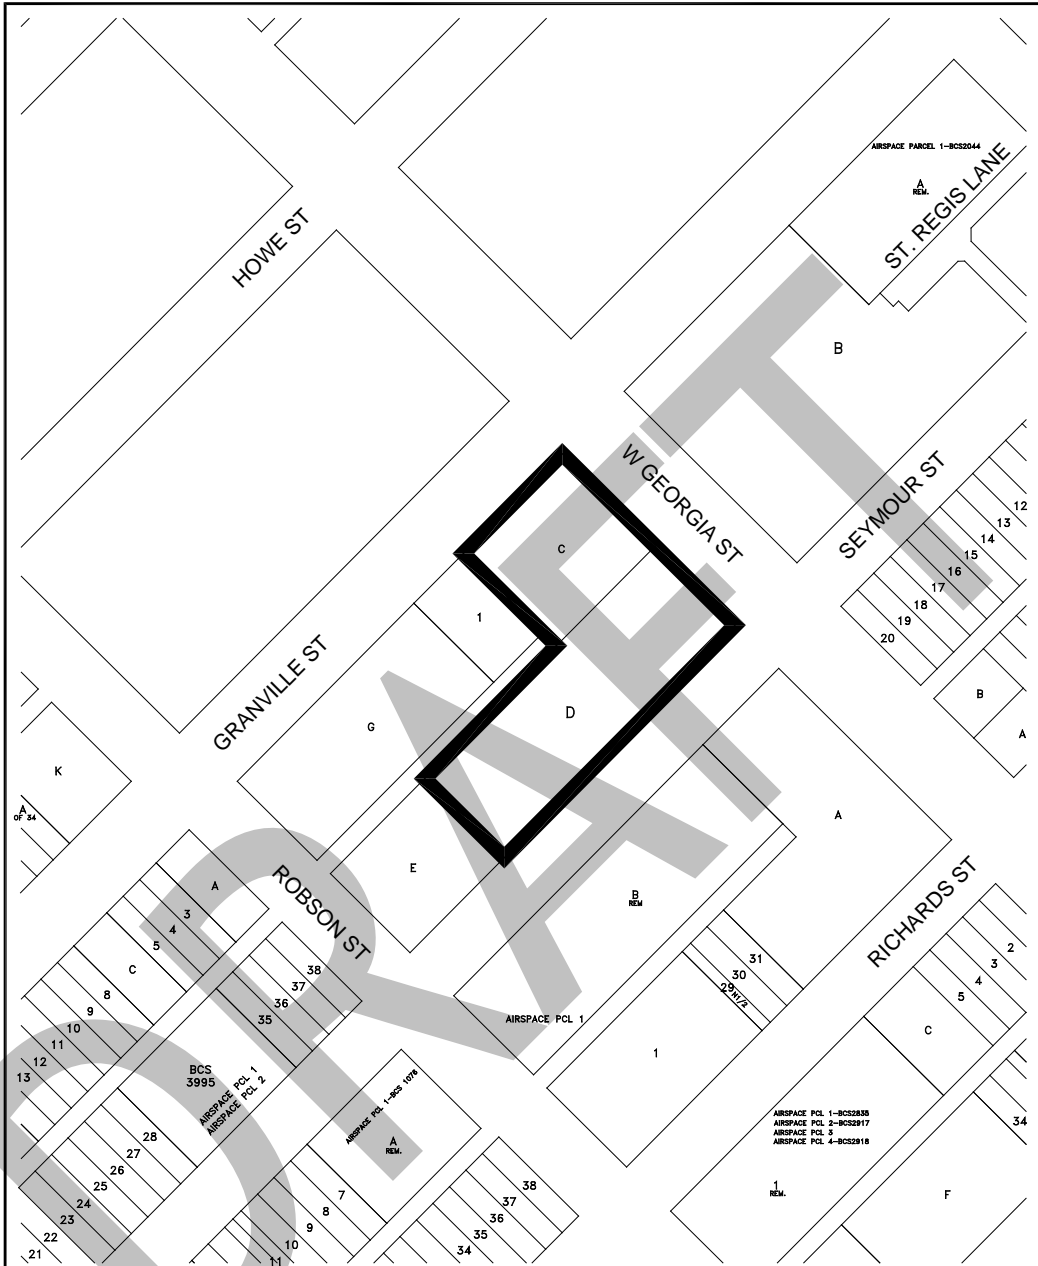 AIRSPACE PARCEL 1-BCS2044
A
REM.
ST. REGIS LANE
HOWE ST
B
W GEORGIA ST
SEYMOUR ST
C
12
13
14
15
16
17
18
19
20
1
GRANVILLE ST
G
D
B
A
K
A
OF 34
E
A
B
REM
ROBSON ST
RICHARDS ST
A
3
4
5
C
8
9
10
11
12
13
38
37
36
35
31
30
29
N1/2
2
3
4
5
C
AIRSPACE PCL 1
1
BCS
3995
AIRSPACE PCL 1
AIRSPACE PCL 2
AIRSPACE PCL 1-BCS 1076
A
REM.
AIRSPACE PCL 1-BCS2835
AIRSPACE PCL 2-BCS2917
AIRSPACE PCL 3
AIRSPACE PCL 4-BCS2918
34
28
27
26
25
24
23
22
21
7
8
9
10
11
38
37
36
35
34
1
REM.
F
DRAFT